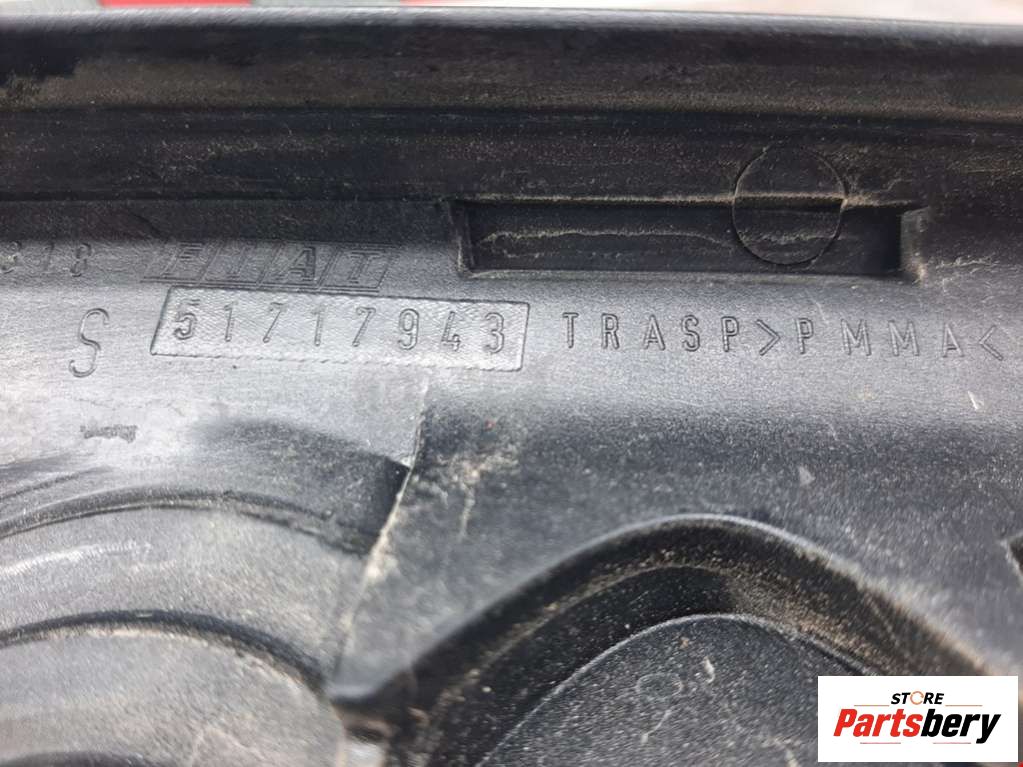 FIAT
S 51717943 TRASP>PMMA<
STORE
Partsbery